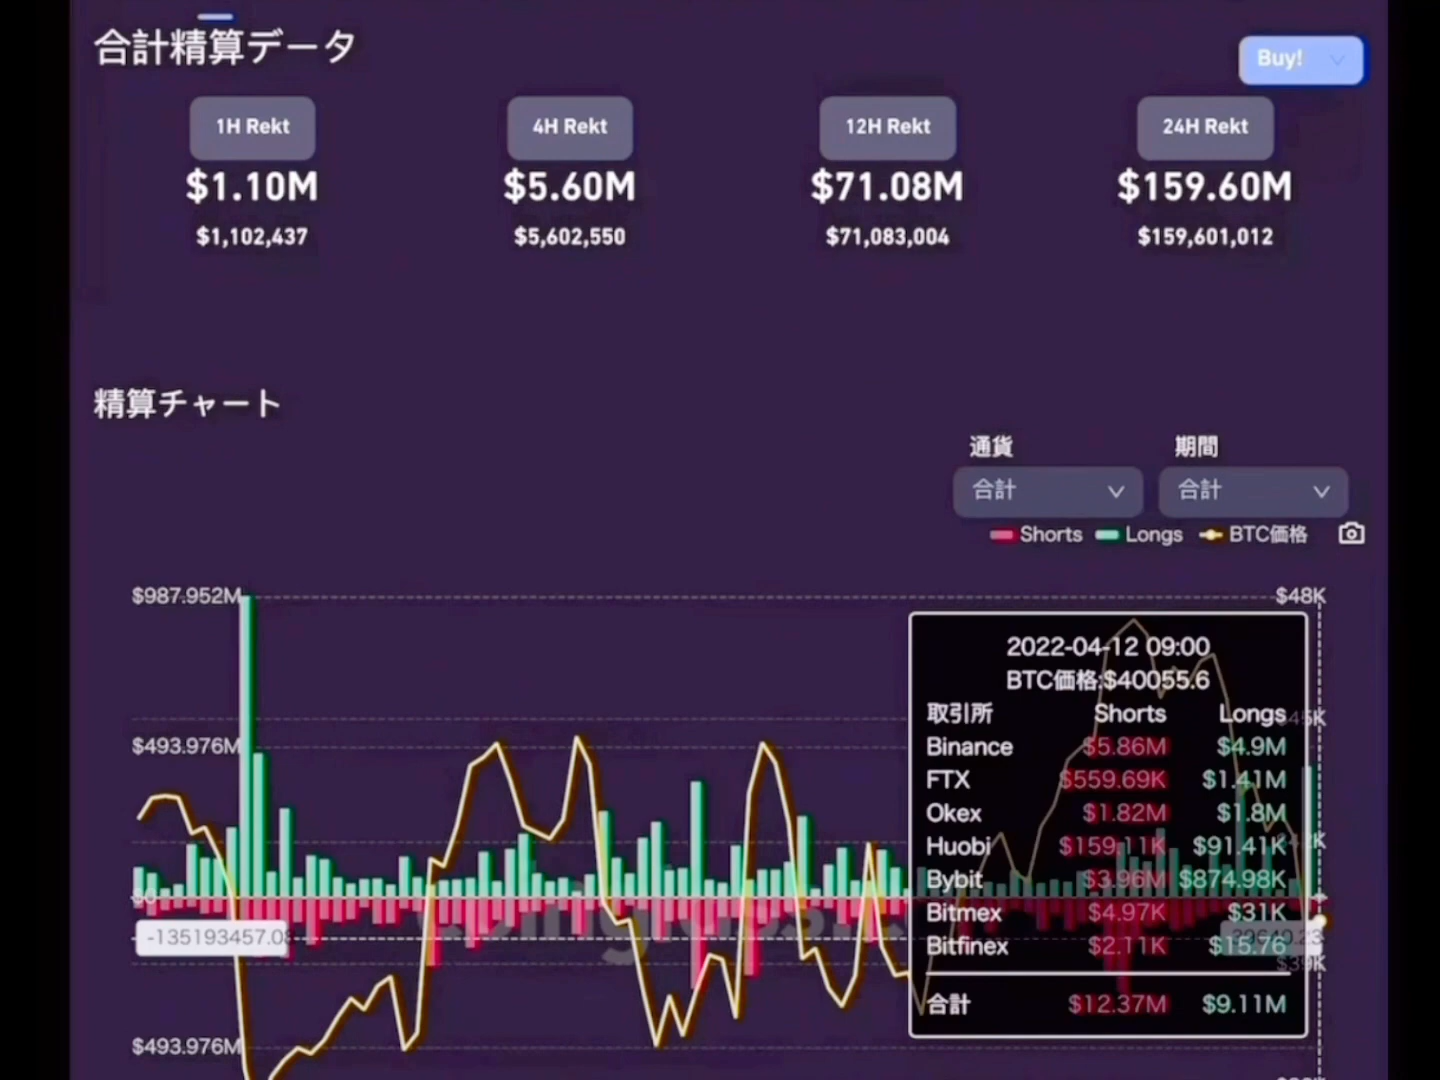 合計精算データ
Buy!
1H Rekt
4H Rekt
12H Rekt
24H Rekt
$1.10M
$5.60M
$71.08M
$159.60M
$1,102,437
$5,602,550
$71,083,004
$159,601,012
精算チャート
通貨
期間
合計
合計
Shorts
Longs
BTC価格
$987.952M
$48K
2022-04-12 09:00
BTC価格:$40055.6
取引所 Shorts Longs
$493.976M
Binance $5.86M $4.9M
FTX $559.69K $1.41M
Okex $1.82M $1.8M
Huobi $159.11K $91.41K
Bybit $3.96M $874.98K
$0
Bitmex $4.97K $31K
-135193457.08
Bitfinex $2.11K $15.76
$39K
合計 $12.37M $9.11M
$493.976M